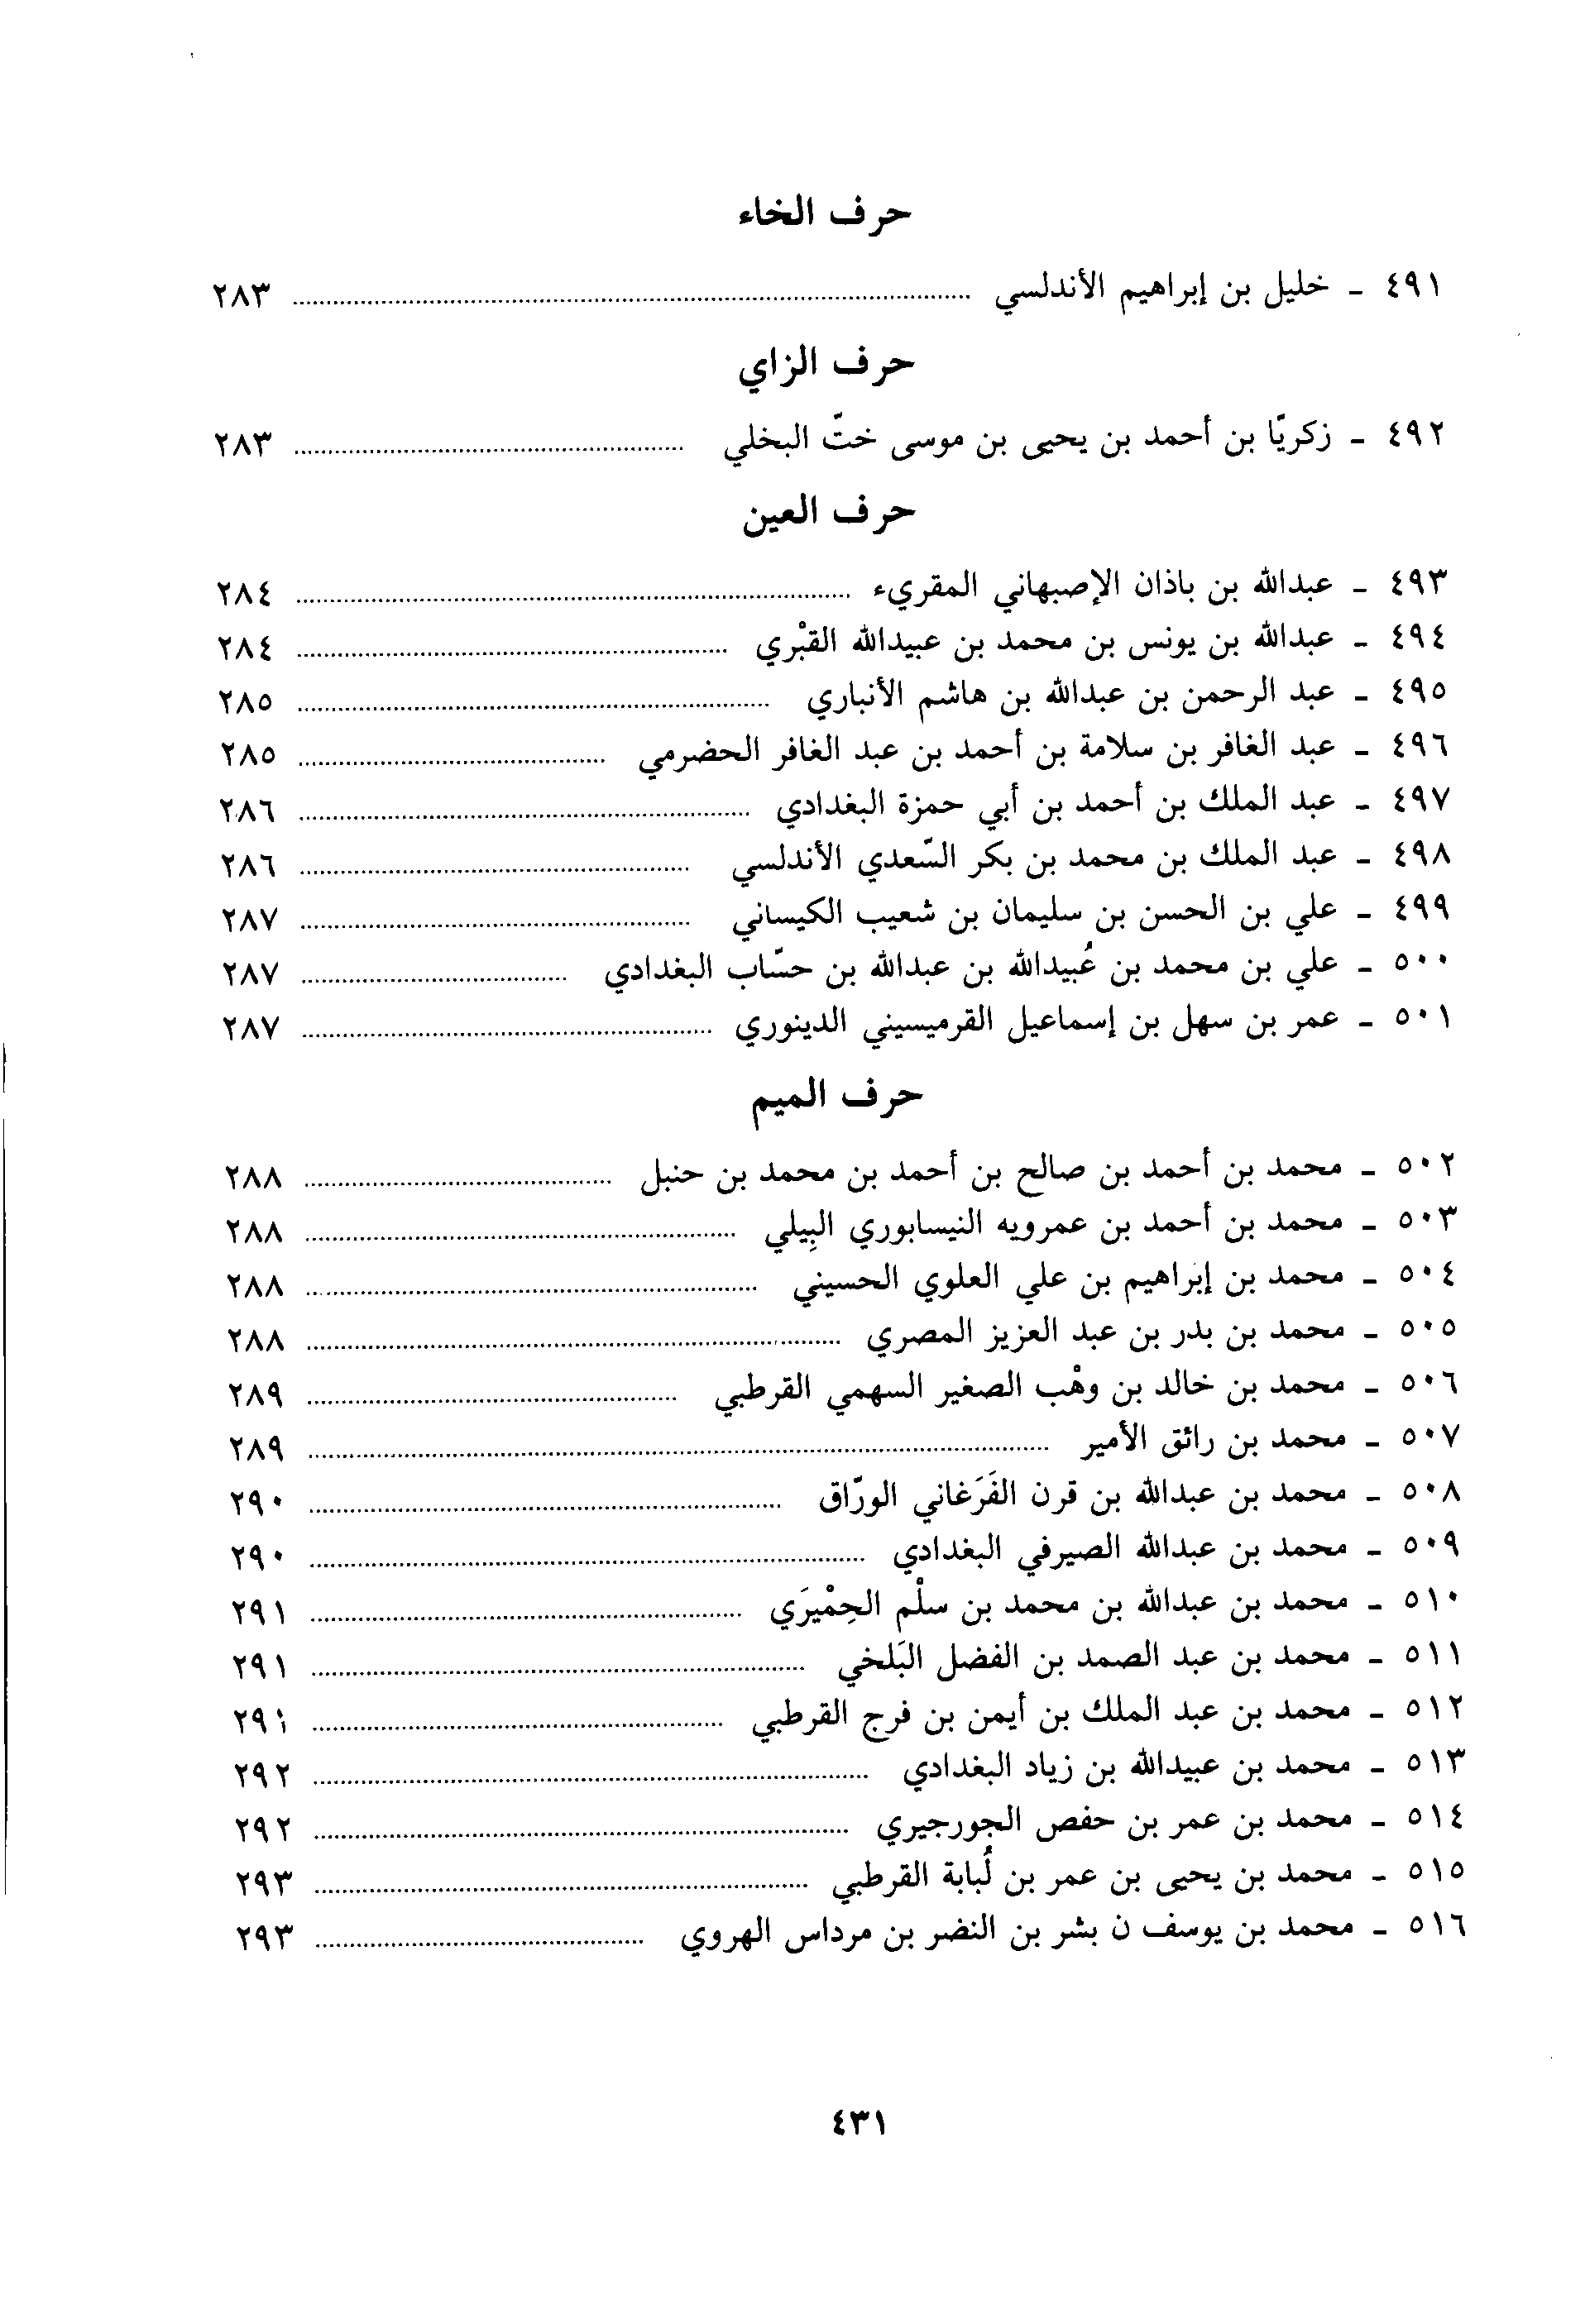 حرف الخاء
٤٩١ - خليل بن إبراهيم الأندلسي ........ ٢٨٣
حرف الزاي
٤٩٢ - زكريّا بن أحمد بن يحيى بن موسى ختّ البخلي ........ ٢٨٣
حرف العين
٤٩٣ - عبدالله بن باذان الإصبهاني المقريء ........ ٢٨٤
٤٩٤ - عبدالله بن يونس بن محمد بن عبيدالله القبْري ........ ٢٨٤
٤٩٥ - عبد الرحمن بن عبدالله بن هاشم الأنباري ........ ٢٨٥
٤٩٦ - عبد الغافر بن سلامة بن أحمد بن عبد الغافر الحضرمي ........ ٢٨٥
٤٩٧ - عبد الملك بن أحمد بن أبي حمزة البغدادي ........ ٢٨٦
٤٩٨ - عبد الملك بن محمد بن بكر السّعدي الأندلسي ........ ٢٨٦
٤٩٩ - علي بن الحسن بن سليمان بن شعيب الكيساني ........ ٢٨٧
٥٠٠ - علي بن محمد بن عُبيدالله بن عبدالله بن حسّاب البغدادي ........ ٢٨٧
٥٠١ - عمر بن سهل بن إسماعيل القرميسيني الدينوري ........ ٢٨٧
حرف الميم
٥٠٢ - محمد بن أحمد بن صالح بن أحمد بن محمد بن حنبل ........ ٢٨٨
٥٠٣ - محمد بن أحمد بن عمرويه النيسابوري البِيلي ........ ٢٨٨
٥٠٤ - محمد بن إبراهيم بن علي العلوي الحسيني ........ ٢٨٨
٥٠٥ - محمد بن بدر بن عبد العزيز المصري ........ ٢٨٨
٥٠٦ - محمد بن خالد بن وهْب الصغير السهمي القرطبي ........ ٢٨٩
٥٠٧ - محمد بن رائق الأمير ........ ٢٨٩
٥٠٨ - محمد بن عبدالله بن قرن الفَرَغاني الورّاق ........ ٢٩٠
٥٠٩ - محمد بن عبدالله الصيرفي البغدادي ........ ٢٩٠
٥١٠ - محمد بن عبدالله بن محمد بن سلْم الحِمْيرَي ........ ٢٩١
٥١١ - محمد بن عبد الصمد بن الفضل البَلخي ........ ٢٩١
٥١٢ - محمد بن عبد الملك بن أيمن بن فرج القرطبي ........ ٢٩١
٥١٣ - محمد بن عبيدالله بن زياد البغدادي ........ ٢٩٢
٥١٤ - محمد بن عمر بن حفص الجورجيري ........ ٢٩٢
٥١٥ - محمد بن يحيى بن عمر بن لُبابة القرطبي ........ ٢٩٣
٥١٦ - محمد بن يوسف ن بشر بن النضر بن مرداس الهروي ........ ٢٩٣
٤٣١